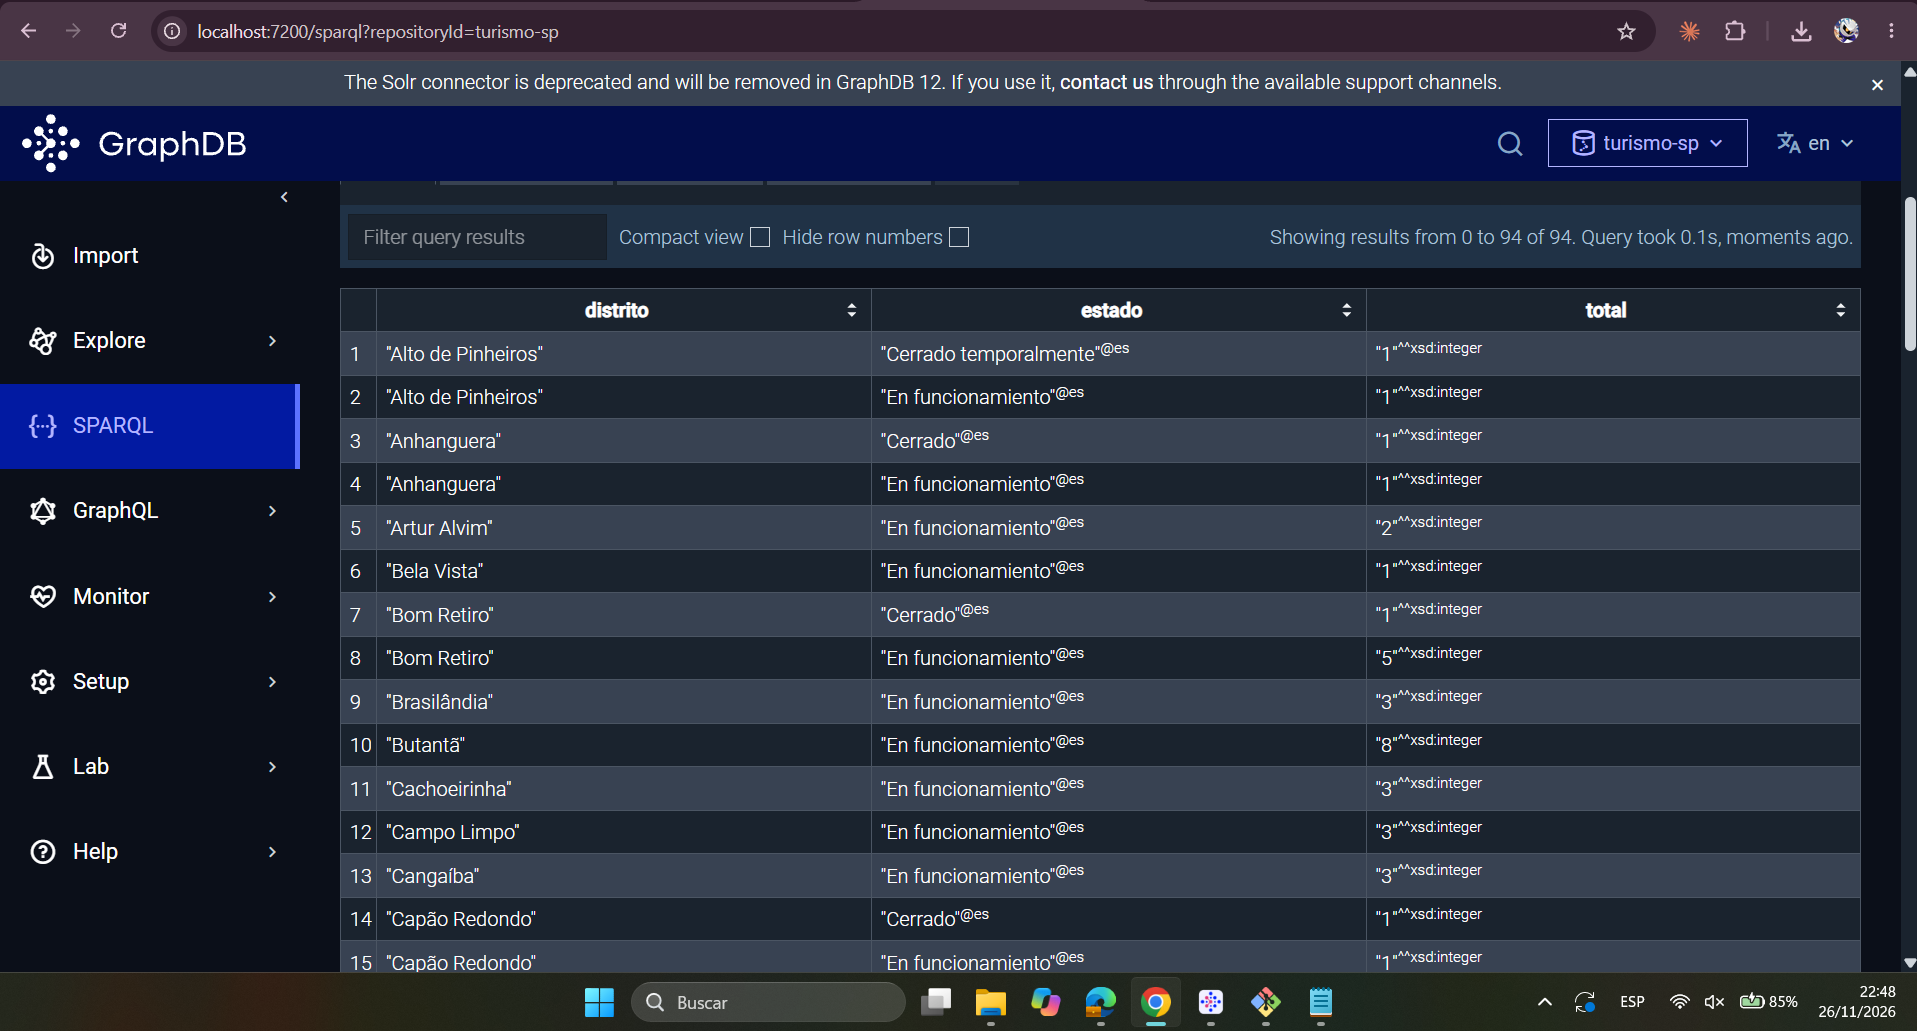 localhost:7200/sparql?repositoryId=turismo-sp
The Solr connector is deprecated and will be removed in GraphDB 12. If you use it, contact us through the available support channels.
GraphDB
turismo-sp
en
Import
Explore
SPARQL
GraphQL
Monitor
Setup
Lab
Help
Filter query results
Compact view
Hide row numbers
Showing results from 0 to 94 of 94. Query took 0.1s, moments ago.
distrito estado total
1 "Alto de Pinheiros" "Cerrado temporalmente"@es "1"^^xsd:integer
2 "Alto de Pinheiros" "En funcionamiento"@es "1"^^xsd:integer
3 "Anhanguera" "Cerrado"@es "1"^^xsd:integer
4 "Anhanguera" "En funcionamiento"@es "1"^^xsd:integer
5 "Artur Alvim" "En funcionamiento"@es "2"^^xsd:integer
6 "Bela Vista" "En funcionamiento"@es "1"^^xsd:integer
7 "Bom Retiro" "Cerrado"@es "1"^^xsd:integer
8 "Bom Retiro" "En funcionamiento"@es "5"^^xsd:integer
9 "Brasilândia" "En funcionamiento"@es "3"^^xsd:integer
10 "Butantã" "En funcionamiento"@es "8"^^xsd:integer
11 "Cachoeirinha" "En funcionamiento"@es "3"^^xsd:integer
12 "Campo Limpo" "En funcionamiento"@es "3"^^xsd:integer
13 "Cangaíba" "En funcionamiento"@es "3"^^xsd:integer
14 "Capão Redondo" "Cerrado"@es "1"^^xsd:integer
15 "Capão Redondo" "En funcionamiento"@es "1"^^xsd:integer
Buscar
ESP
85%
22:48
26/11/2026